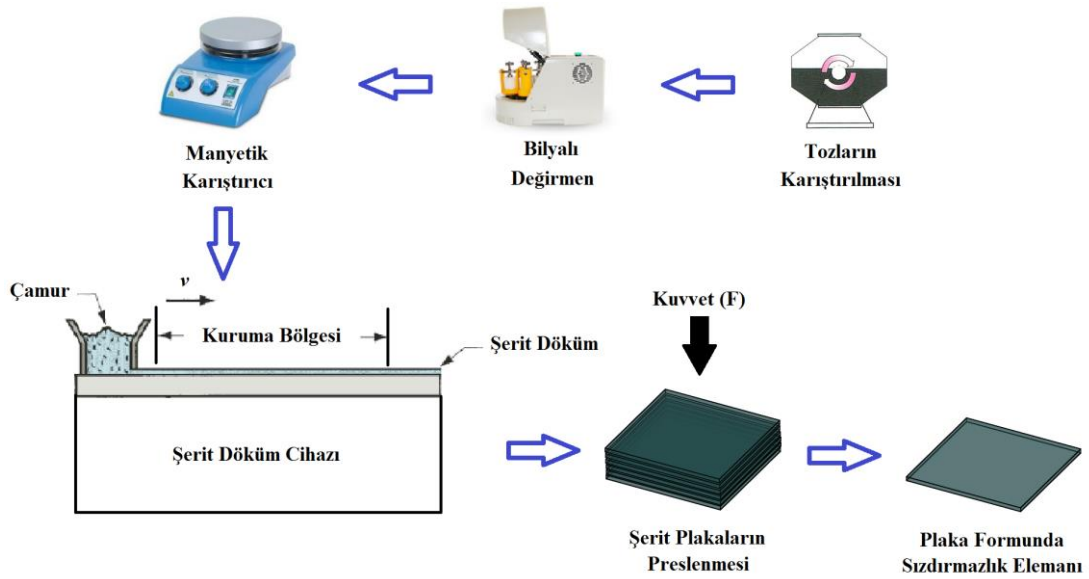 Manyetik
Karıştırıcı
Bilyalı
Değirmen
Tozların
Karıştırılması
Çamur
v
Kuruma Bölgesi
Şerit Döküm
Şerit Döküm Cihazı
Kuvvet (F)
Şerit Plakaların
Preslenmesi
Plaka Formunda
Sızdırmazlık Elemanı